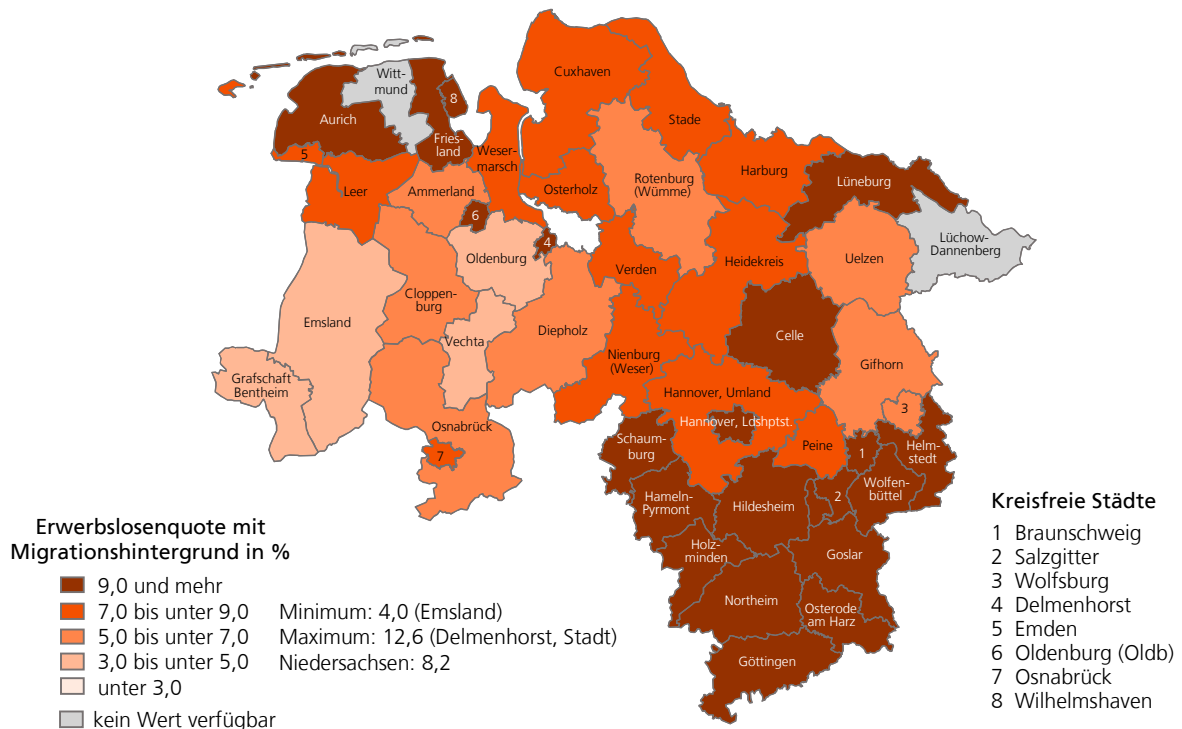 Cuxhaven
Witt-
mund
8
Stade
Aurich
Fries-
land
Weser-
marsch
5
Harburg
Lüneburg
Leer
Ammerland
Osterholz
Rotenburg
(Wümme)
6
4
Oldenburg
Lüchow-
Dannenberg
Verden
Heidekreis
Uelzen
Cloppen-
burg
Emsland
Diepholz
Celle
Vechta
Nienburg
(Weser)
Gifhorn
Grafschaft
Bentheim
Hannover, Umland
3
Hannover, Ldshptst.
Osnabrück
Schaum-
burg
Peine
1
Helm-
stedt
7
Wolfen-
büttel
2
Hameln-
Pyrmont
Hildesheim
Holz-
minden
Goslar
Northeim
Osterode
am Harz
Göttingen
Erwerbslosenquote mit
Migrationshintergrund in %
9,0 und mehr
7,0 bis unter 9,0
5,0 bis unter 7,0
3,0 bis unter 5,0
unter 3,0
kein Wert verfügbar
Minimum: 4,0 (Emsland)
Maximum: 12,6 (Delmenhorst, Stadt)
Niedersachsen: 8,2
Kreisfreie Städte
1 Braunschweig
2 Salzgitter
3 Wolfsburg
4 Delmenhorst
5 Emden
6 Oldenburg (Oldb)
7 Osnabrück
8 Wilhelmshaven